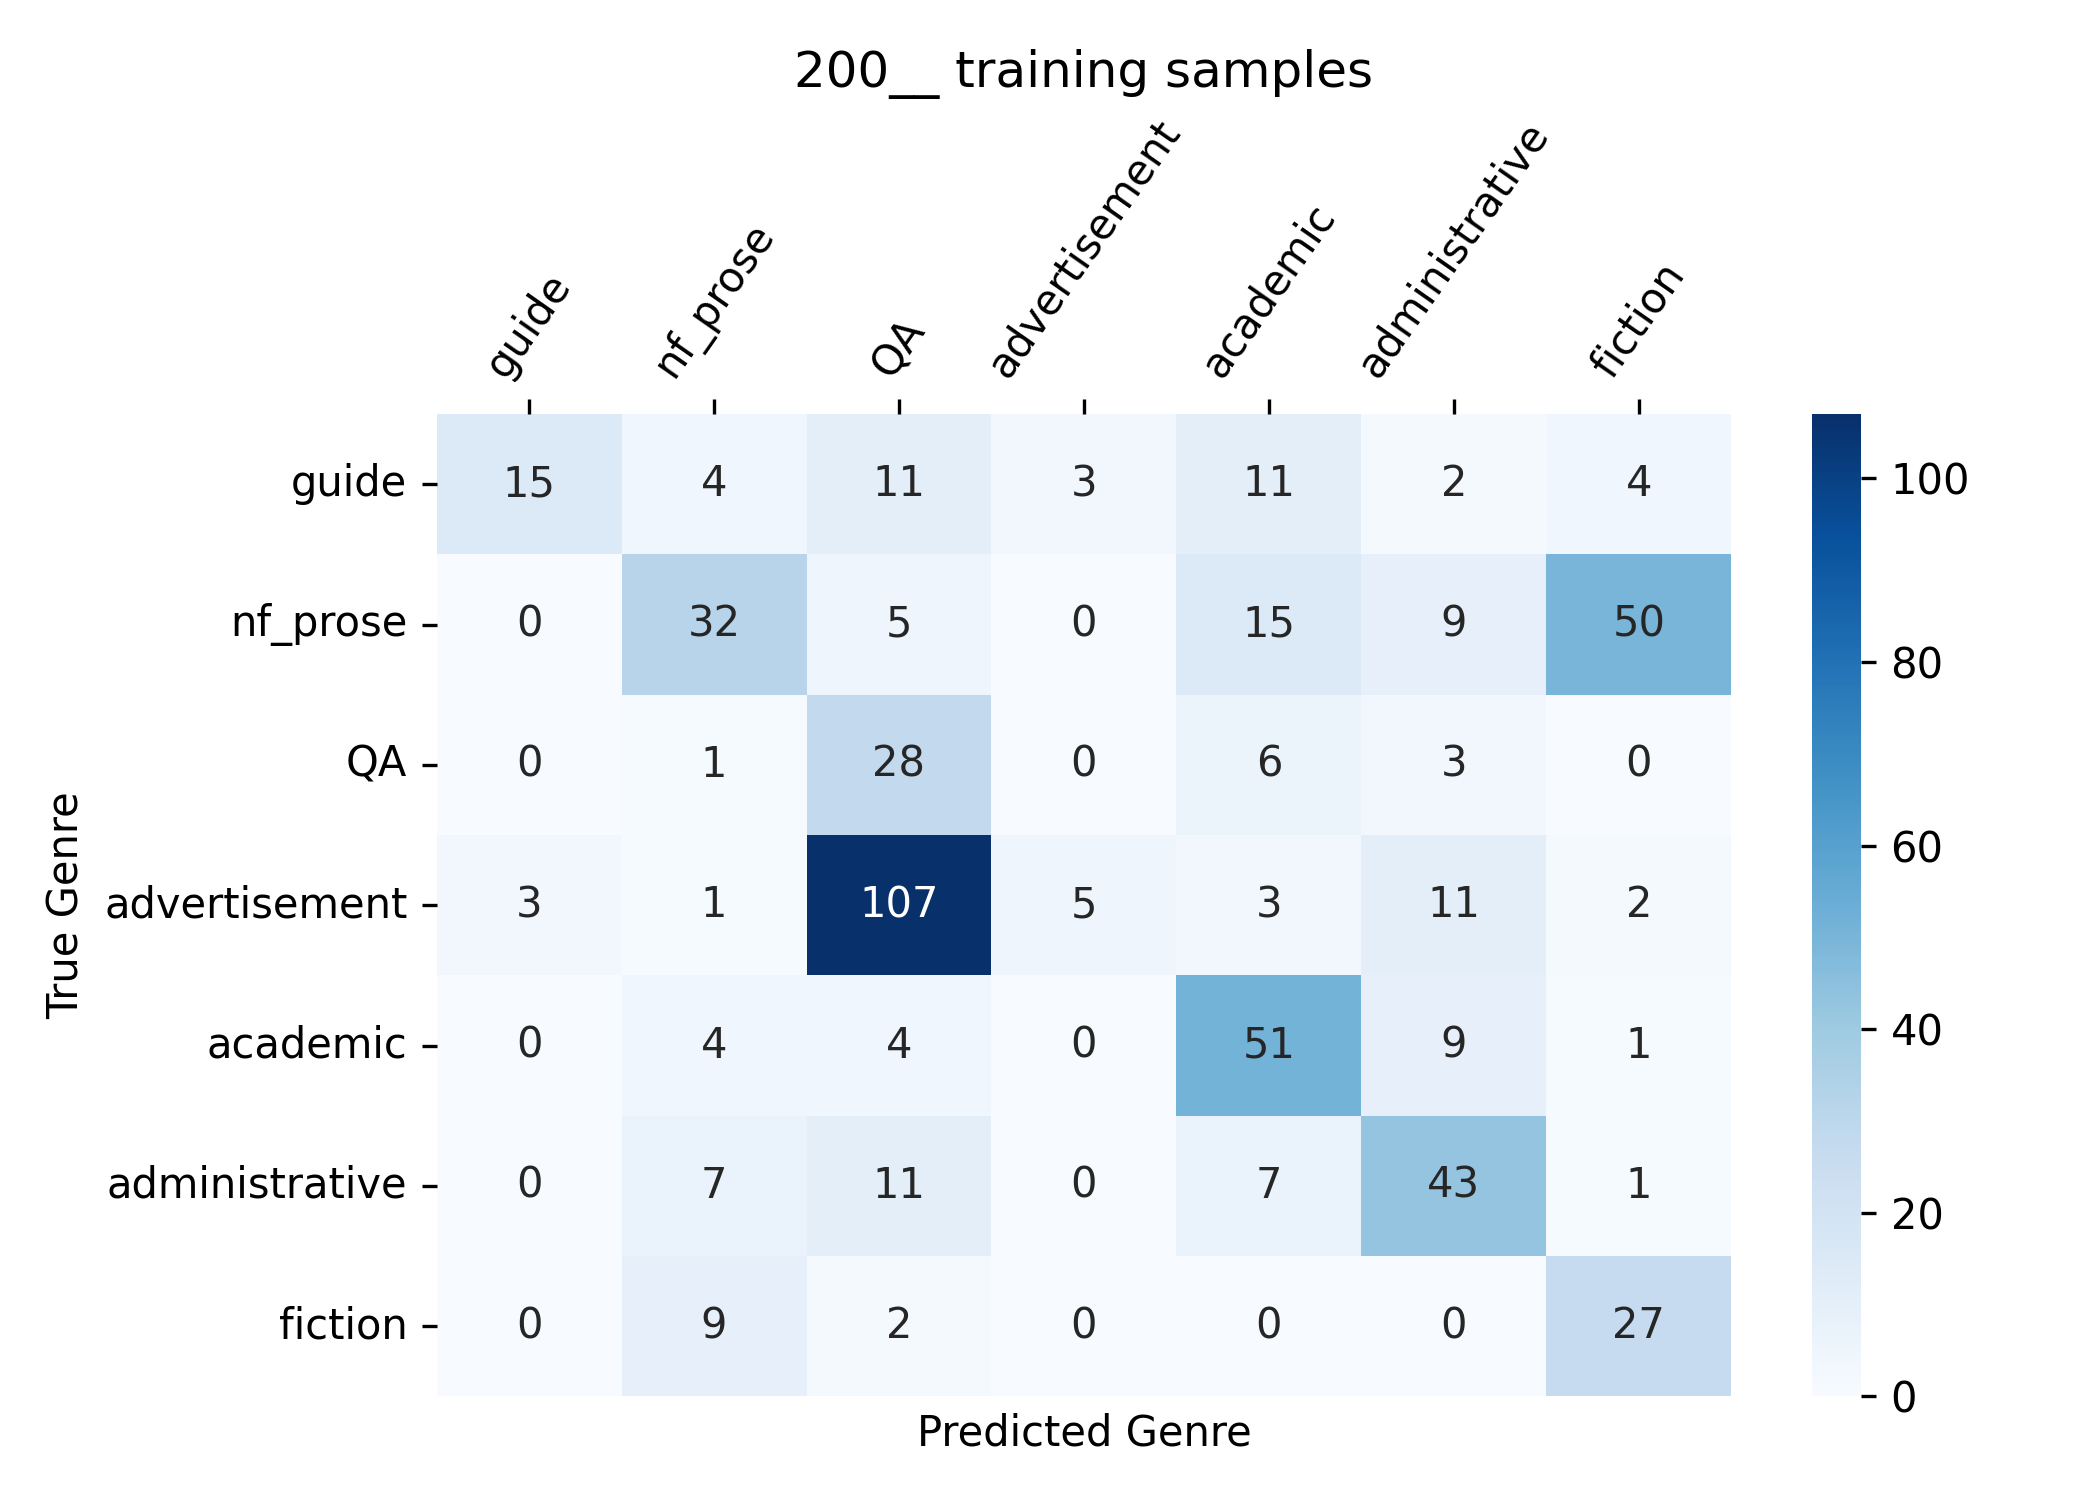 200__ training samples
guide nf_prose QA advertisement academic administrative fiction
guide 15 4 11 3 11 2 4
nf_prose 0 32 5 0 15 9 50
QA 0 1 28 0 6 3 0
advertisement 3 1 107 5 3 11 2
academic 0 4 4 0 51 9 1
administrative 0 7 11 0 7 43 1
fiction 0 9 2 0 0 0 27
True Genre
Predicted Genre
100
80
60
40
20
0